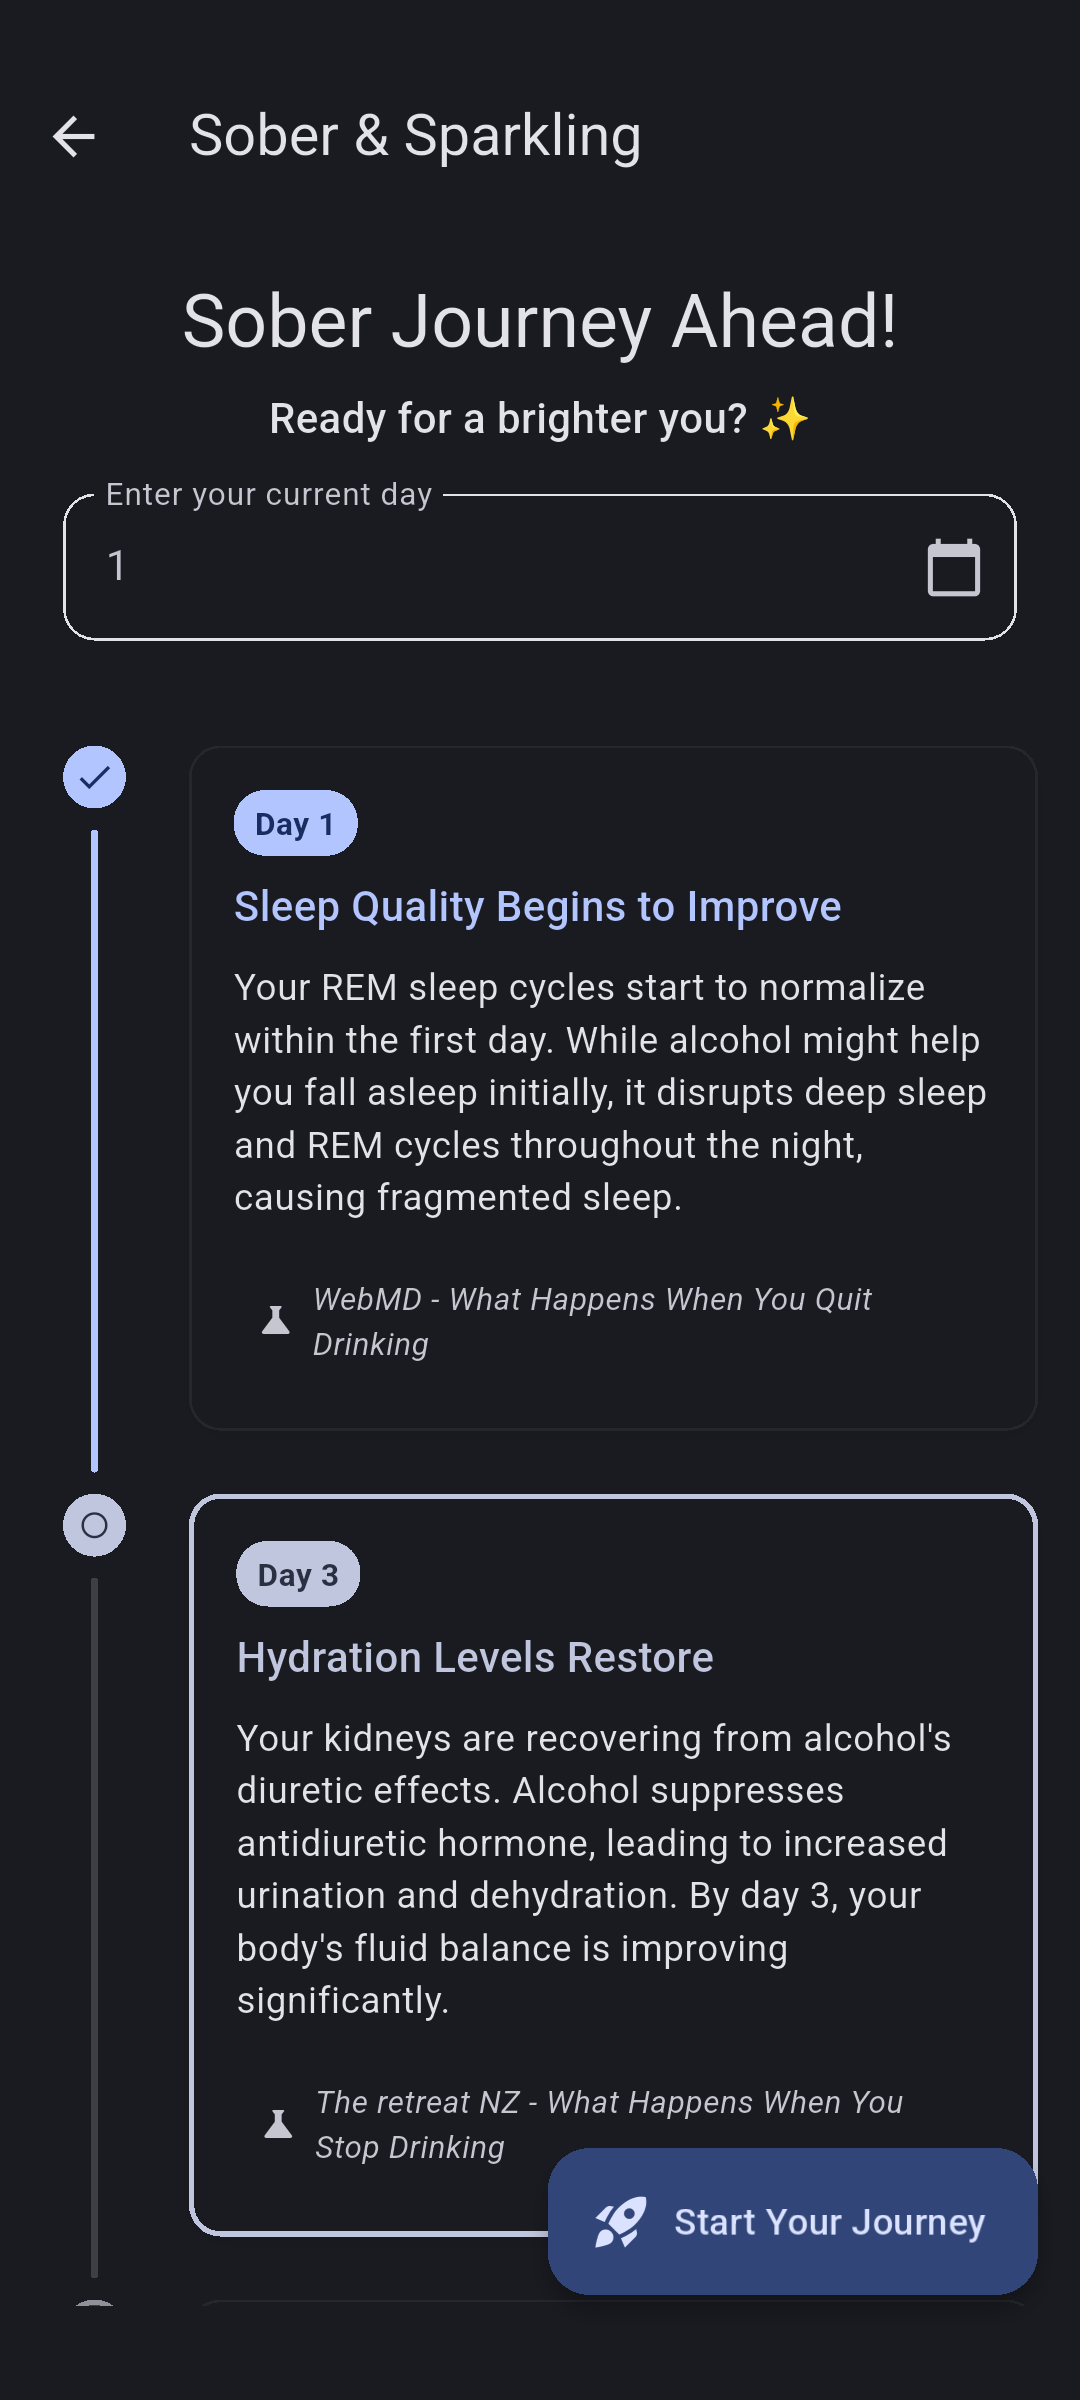 Sober & Sparkling
Sober Journey Ahead!
Ready for a brighter you? ✨
Enter your current day
1
Day 1
Sleep Quality Begins to Improve
Your REM sleep cycles start to normalize
within the first day. While alcohol might help
you fall asleep initially, it disrupts deep sleep
and REM cycles throughout the night,
causing fragmented sleep.
WebMD - What Happens When You Quit
Drinking
Day 3
Hydration Levels Restore
Your kidneys are recovering from alcohol's
diuretic effects. Alcohol suppresses
antidiuretic hormone, leading to increased
urination and dehydration. By day 3, your
body's fluid balance is improving
significantly.
The retreat NZ - What Happens When You
Stop Drinking
Start Your Journey